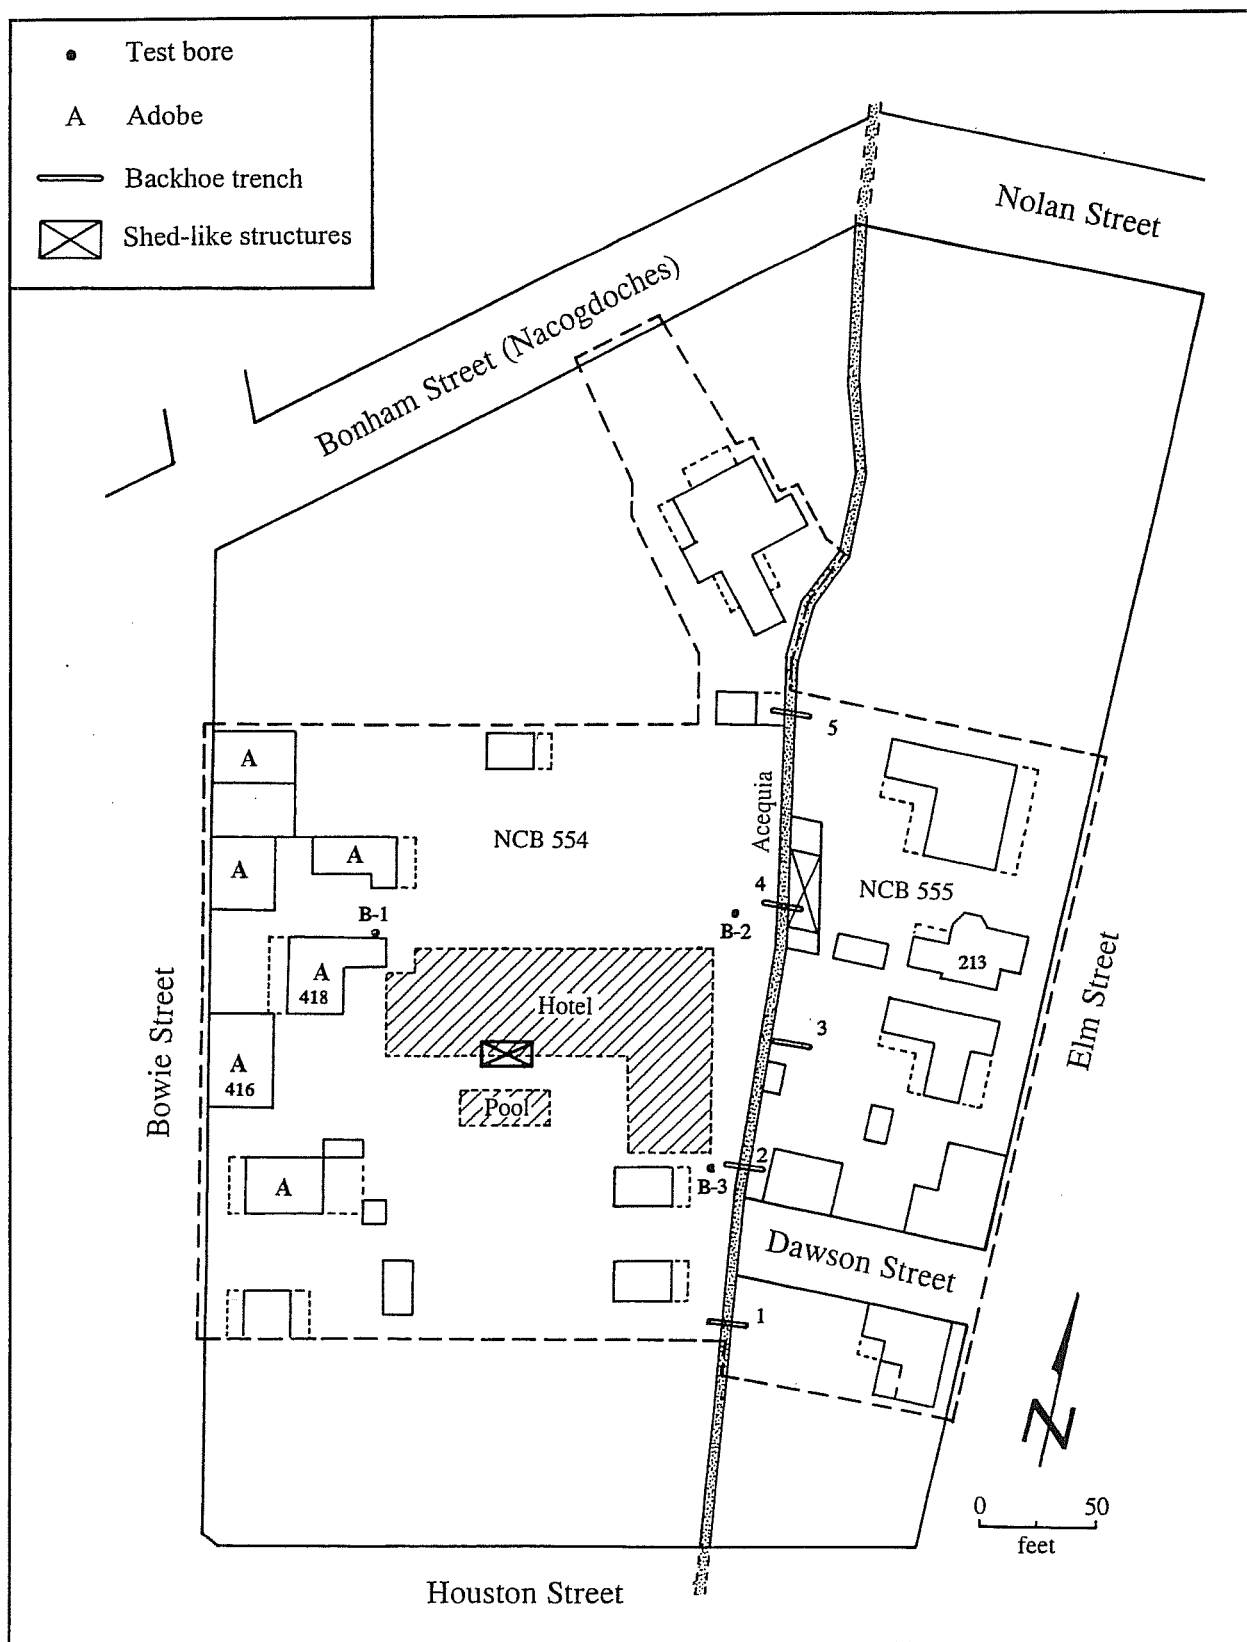 Test bore
A Adobe
Backhoe trench
Shed-like structures
Nolan Street
Bonham Street (Nacogdoches)
5
A
Acequia
NCB 554
A
A
4
NCB 555
B-1
B-2
213
A
418
Hotel
3
Elm Street
Bowie Street
A
416
Pool
2
B-3
A
Dawson Street
1
N
0 50
feet
Houston Street